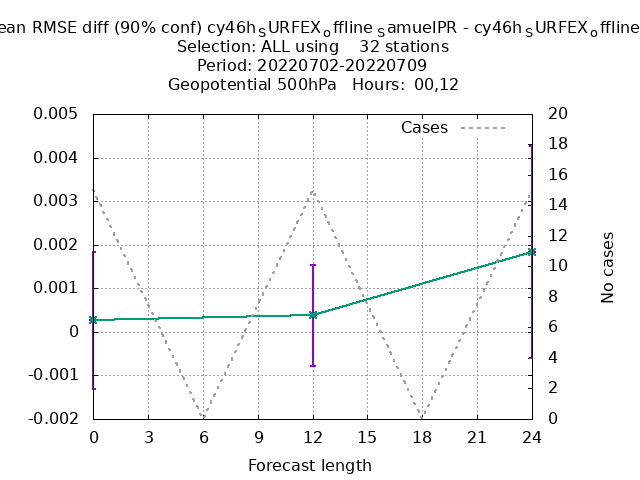 ean RMSE diff (90% conf) cy46hSURFEXoffline SamuelPR - cy46hSURFEXoffline
Selection: ALL using 32 stations
Period: 20220702-20220709
Geopotential 500hPa Hours: 00,12
Cases
0.005
0.004
0.003
0.002
0.001
0
-0.001
-0.002
20
18
16
14
12
10
8
6
4
2
0
No cases
0 3 6 9 12 15 18 21 24
Forecast length